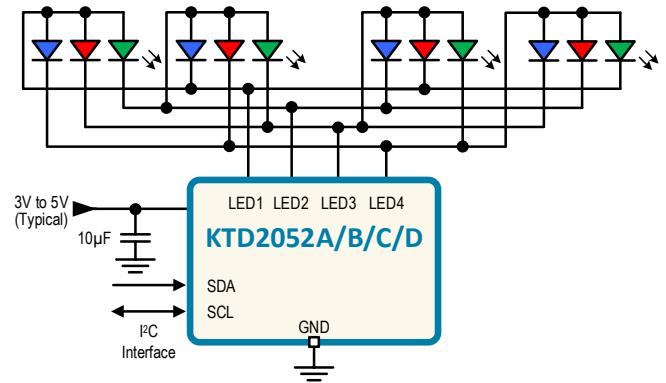 LED1 LED2 LED3 LED4
3V to 5V
(Typical)
KTD2052A/B/C/D
10µF
SDA
SCL
I²C
Interface
GND